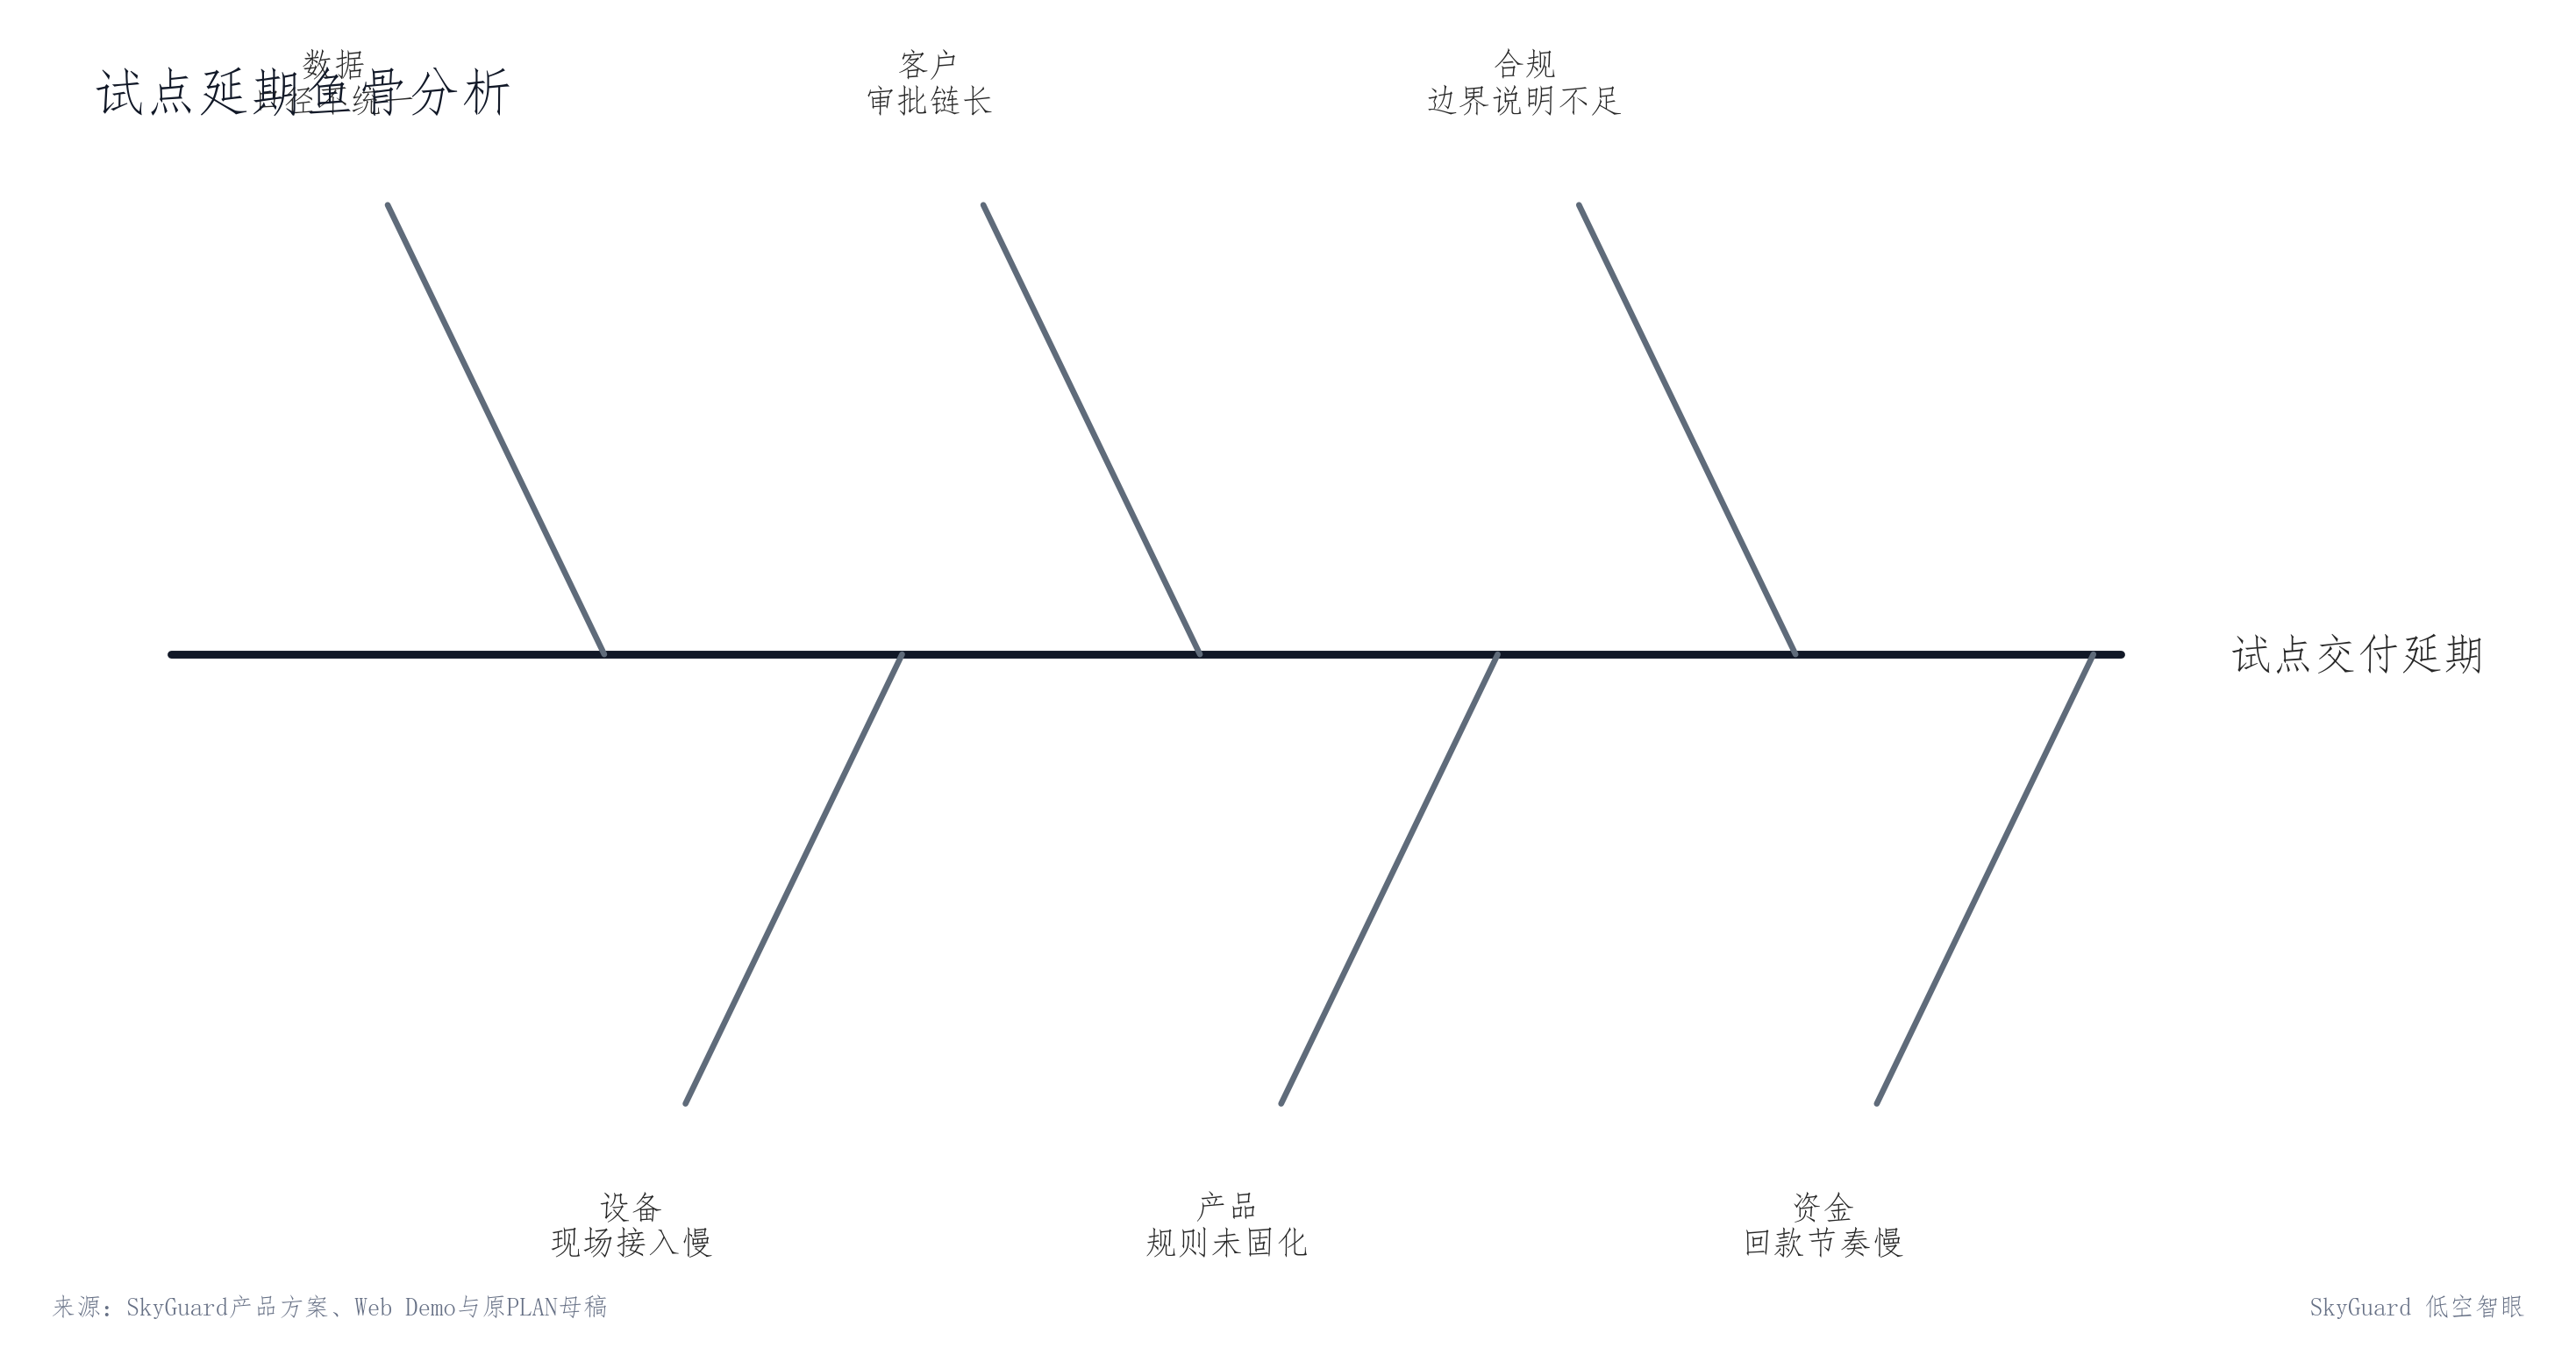 试点延期鱼骨分析
数据
客户
审批链长
合规
边界说明不足
试点交付延期
设备
现场接入慢
产品
规则未固化
资金
回款节奏慢
来源：SkyGuard产品方案、Web Demo与原PLAN母稿
SkyGuard 低空智眼